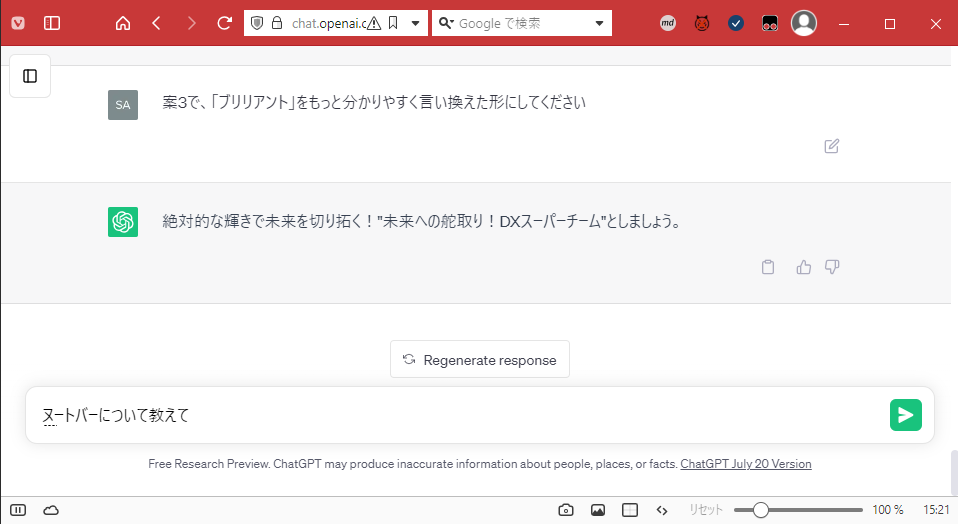 chat.openai.c
Google で検索
md
SA
案3で、「ブリリアント」をもっと分かりやすく言い換えた形にしてください
絶対的な輝きで未来を切り拓く！"未来への舵取り！DXスーパーチーム"としましょう。
Regenerate response
ヌートバーについて教えて
Free Research Preview. ChatGPT may produce inaccurate information about people, places, or facts. ChatGPT July 20 Version
リセット
100 %
15:21